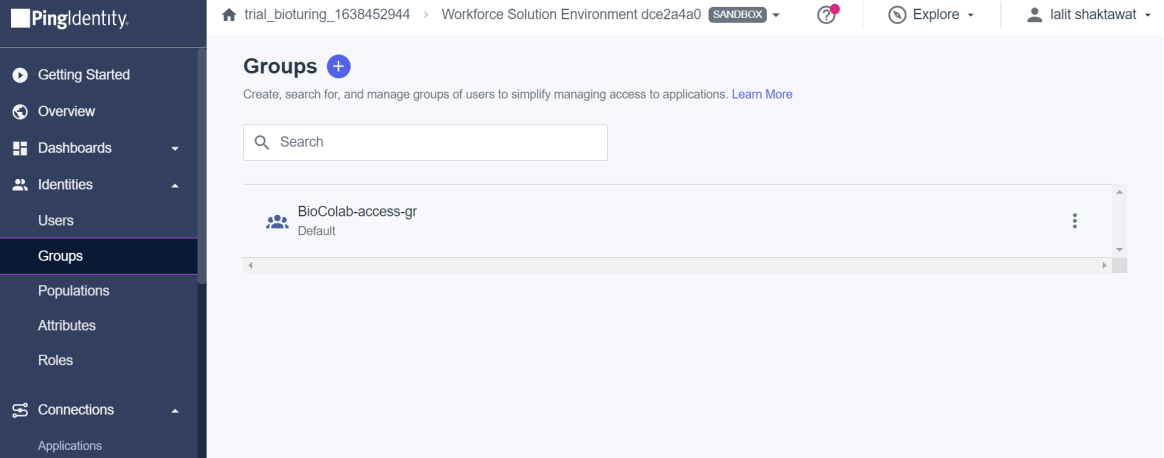 PingIdentity.
trial_bioturing_1638452944 > Workforce Solution Environment dce2a4a0 SANDBOX
Explore
lalit shaktawat
Getting Started
Overview
Dashboards
Identities
Users
Groups
Populations
Attributes
Roles
Connections
Applications
Groups
Create, search for, and manage groups of users to simplify managing access to applications. Learn More
Search
BioColab-access-gr
Default